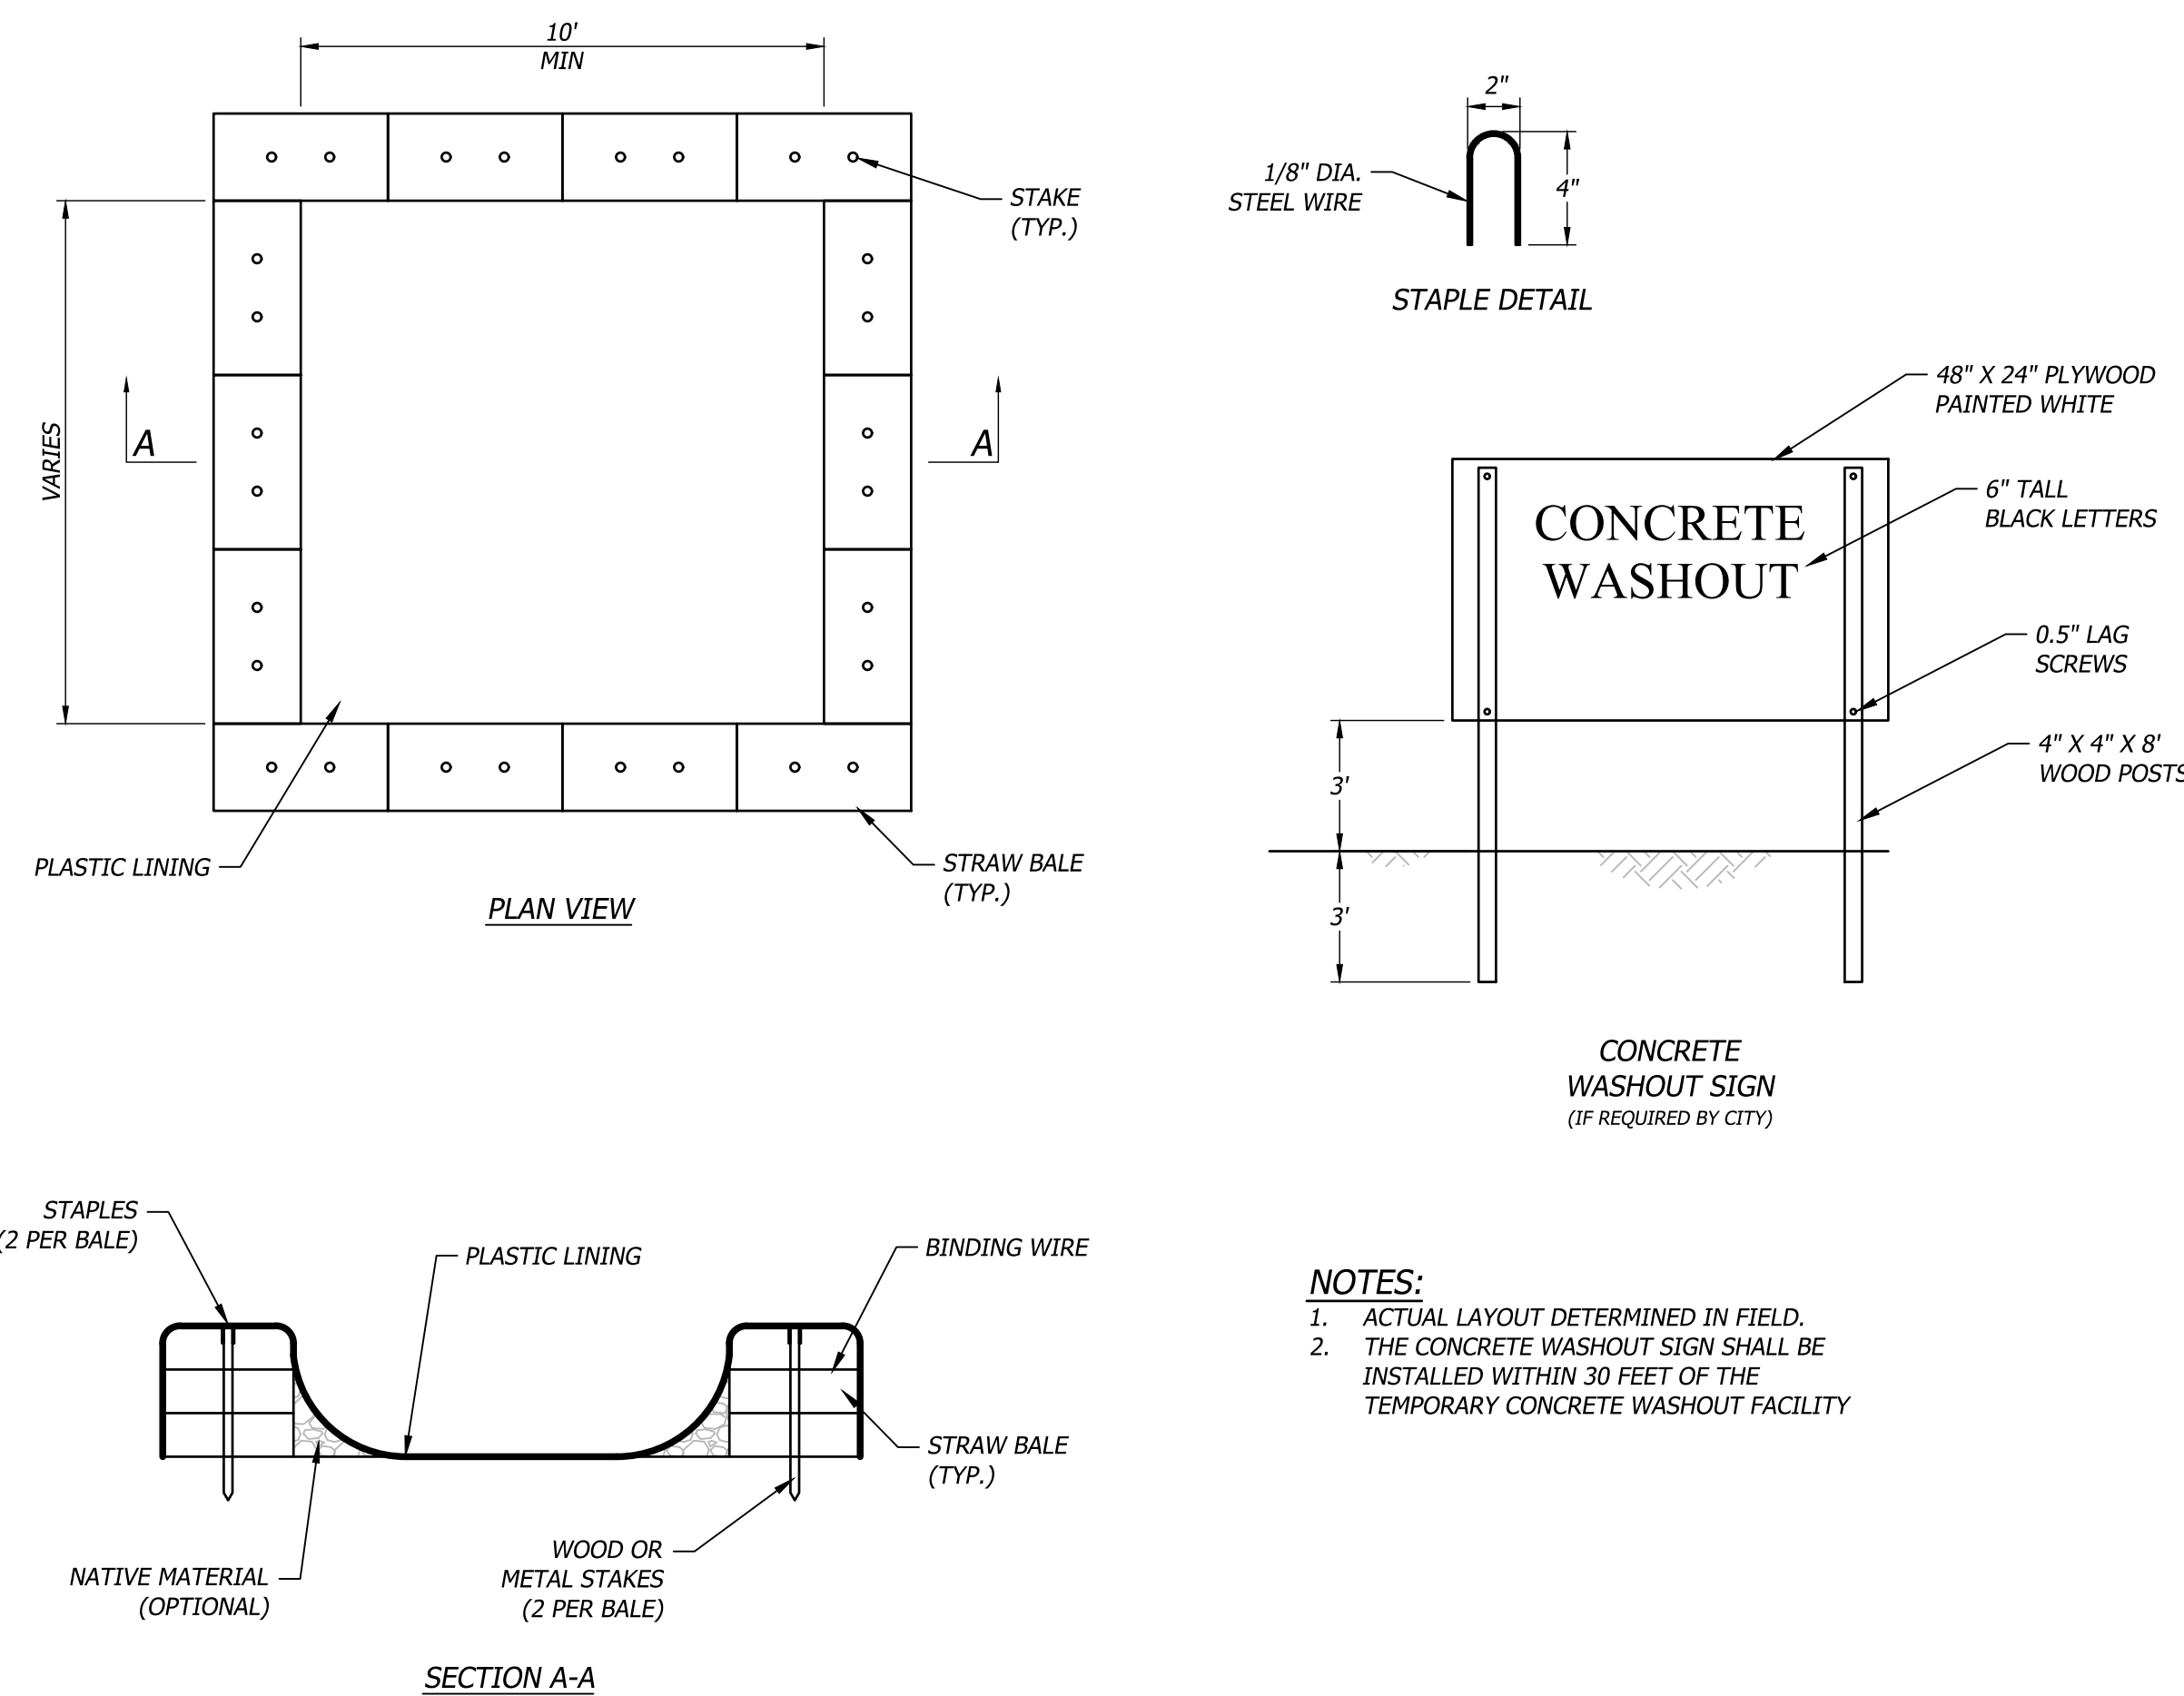 10'
MIN
STAKE
(TYP.)
VARIES
A
A
PLASTIC LINING
STRAW BALE
(TYP.)
PLAN VIEW
2"
1/8" DIA.
STEEL WIRE
4"
STAPLE DETAIL
48" X 24" PLYWOOD
PAINTED WHITE
6" TALL
BLACK LETTERS
CONCRETE
WASHOUT
0.5" LAG
SCREWS
4" X 4" X 8'
WOOD POSTS
3'
3'
CONCRETE
WASHOUT SIGN
(IF REQUIRED BY CITY)
STAPLES
(2 PER BALE)
PLASTIC LINING
BINDING WIRE
STRAW BALE
(TYP.)
WOOD OR
METAL STAKES
(2 PER BALE)
NATIVE MATERIAL
(OPTIONAL)
SECTION A-A
NOTES:
1. ACTUAL LAYOUT DETERMINED IN FIELD.
2. THE CONCRETE WASHOUT SIGN SHALL BE
INSTALLED WITHIN 30 FEET OF THE
TEMPORARY CONCRETE WASHOUT FACILITY